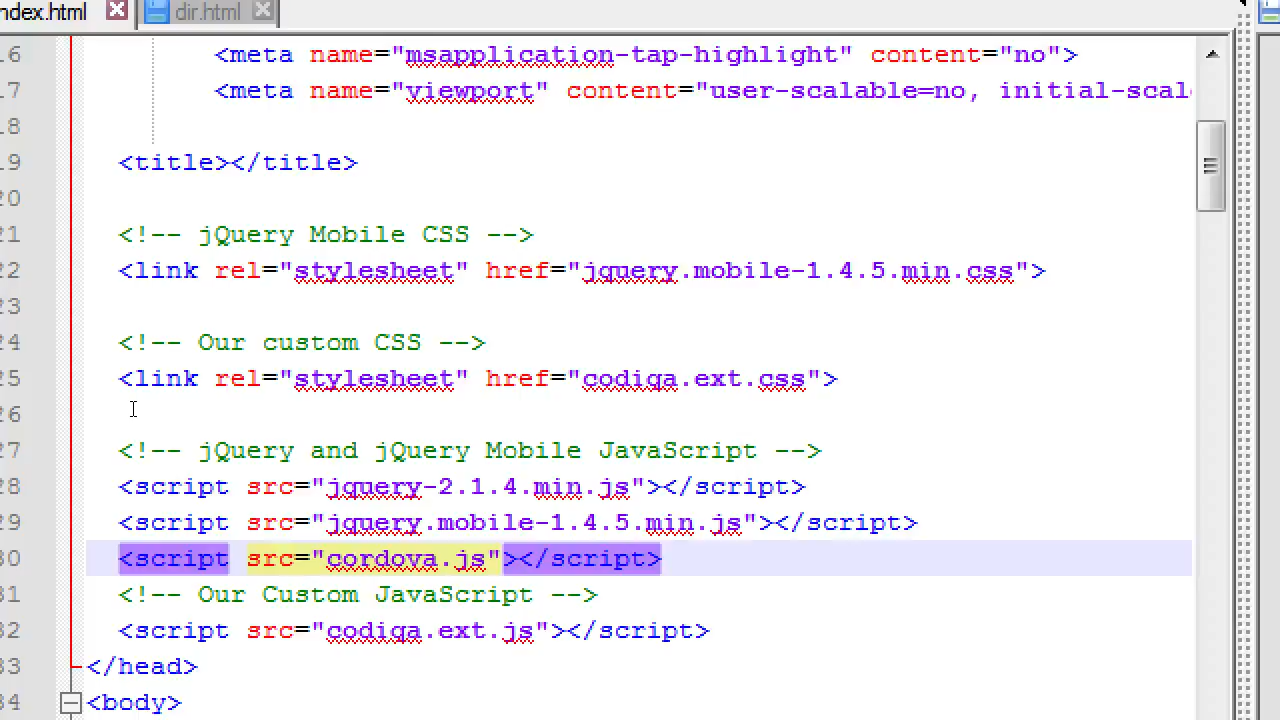 ndex.html dir.html
16 <meta name="msapplication-tap-highlight" content="no">
17 <meta name="viewport" content="user-scalable=no, initial-scal
18
19 <title></title>
20
21 <!-- jQuery Mobile CSS -->
22 <link rel="stylesheet" href="jquery.mobile-1.4.5.min.css">
23
24 <!-- Our custom CSS -->
25 <link rel="stylesheet" href="codiqa.ext.css">
26
27 <!-- jQuery and jQuery Mobile JavaScript -->
28 <script src="jquery-2.1.4.min.js"></script>
29 <script src="jquery.mobile-1.4.5.min.js"></script>
30 <script src="cordova.js"></script>
31 <!-- Our Custom JavaScript -->
32 <script src="codiqa.ext.js"></script>
33 </head>
34 <body>